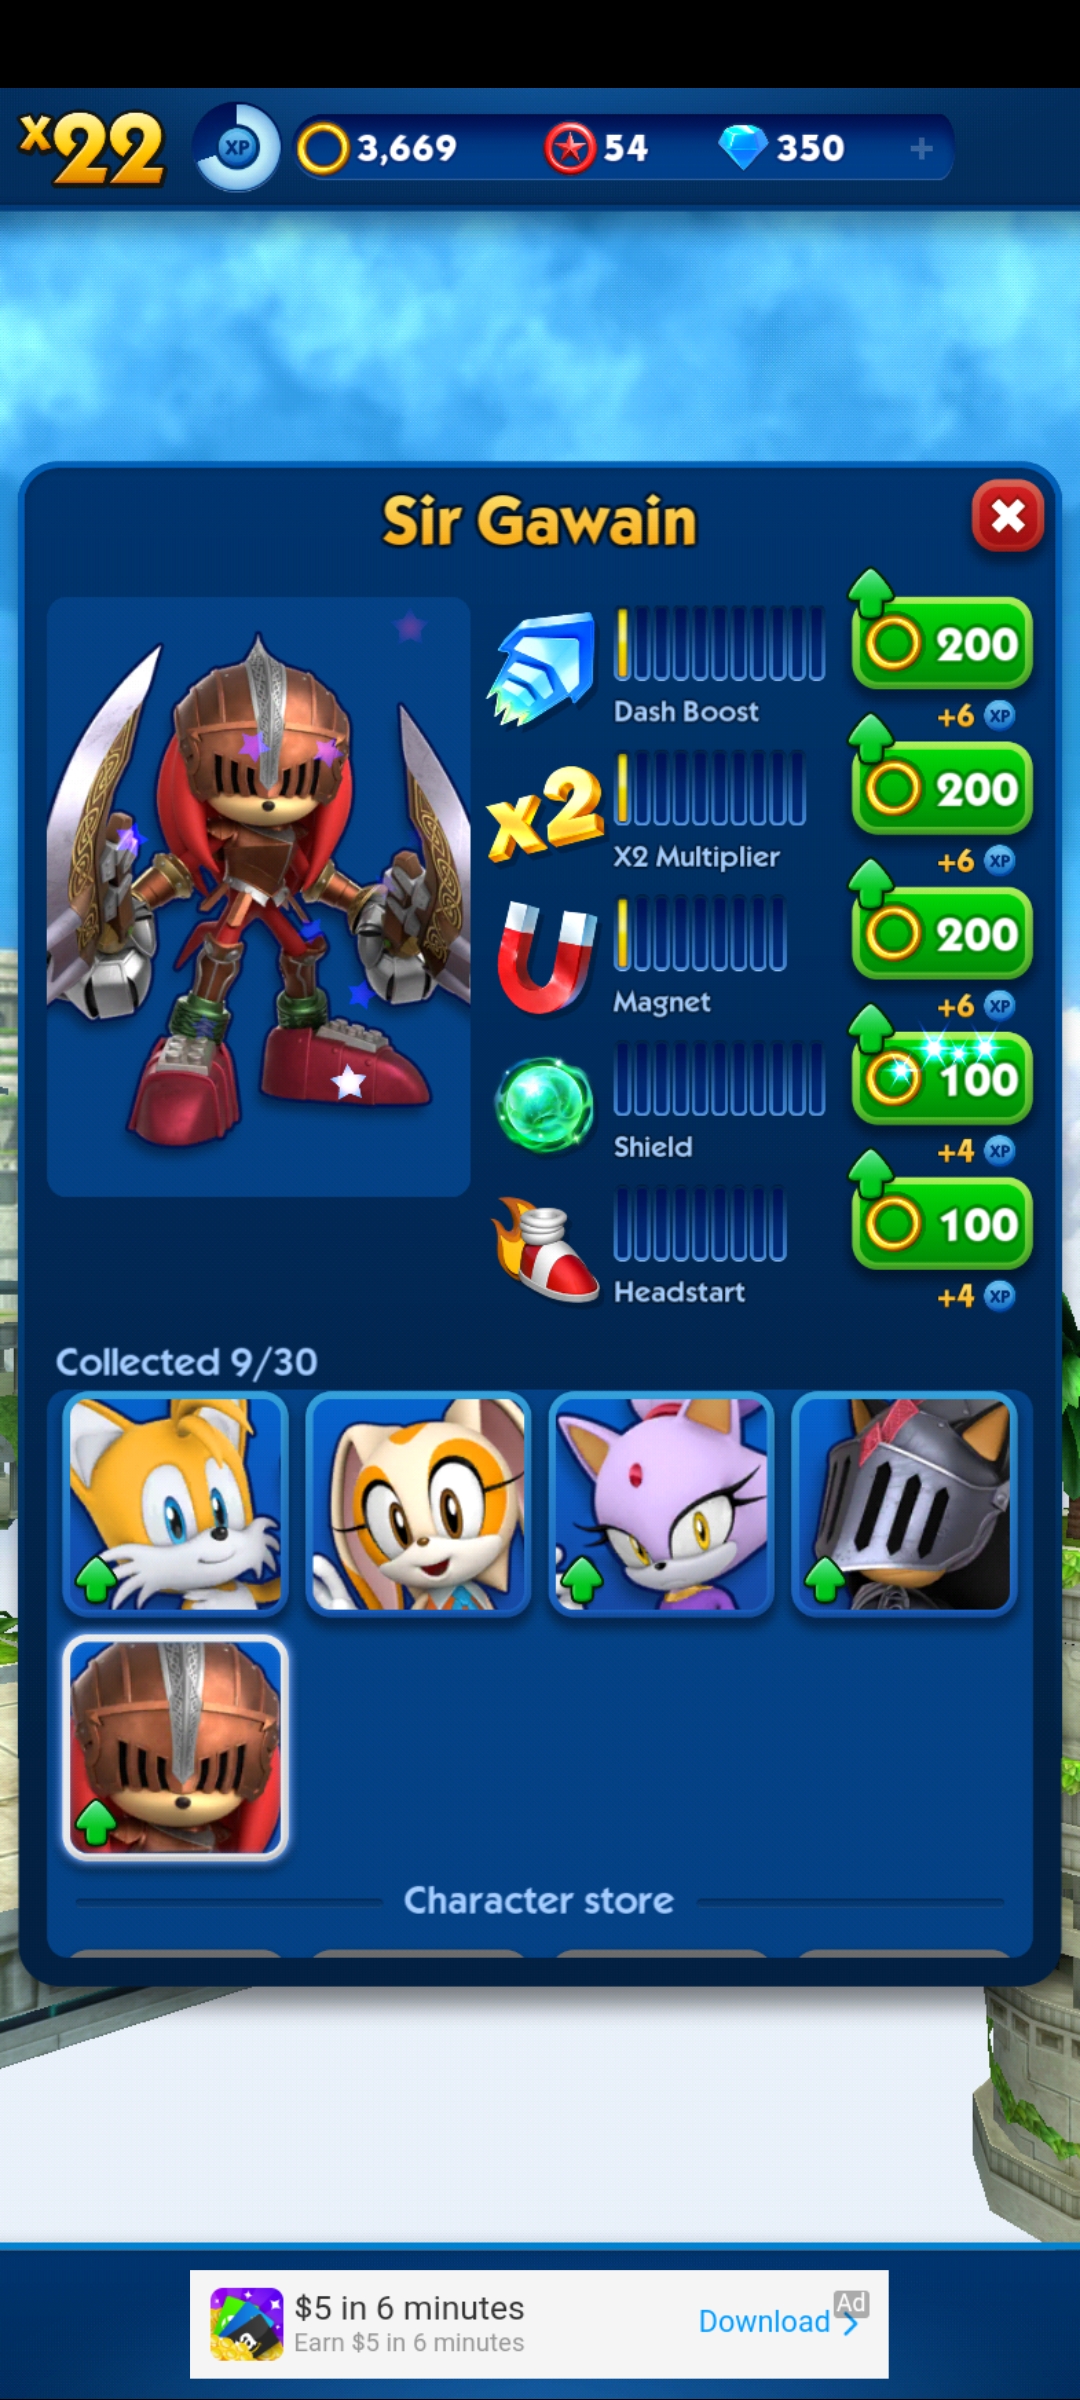 x22
XP
3,669
54
350
+
Sir Gawain
200
Dash Boost
+6 XP
x2
200
X2 Multiplier
+6 XP
200
Magnet
+6 XP
100
Shield
+4 XP
100
Headstart
+4 XP
Collected 9/30
Character store
$5 in 6 minutes
Earn $5 in 6 minutes
Download
Ad